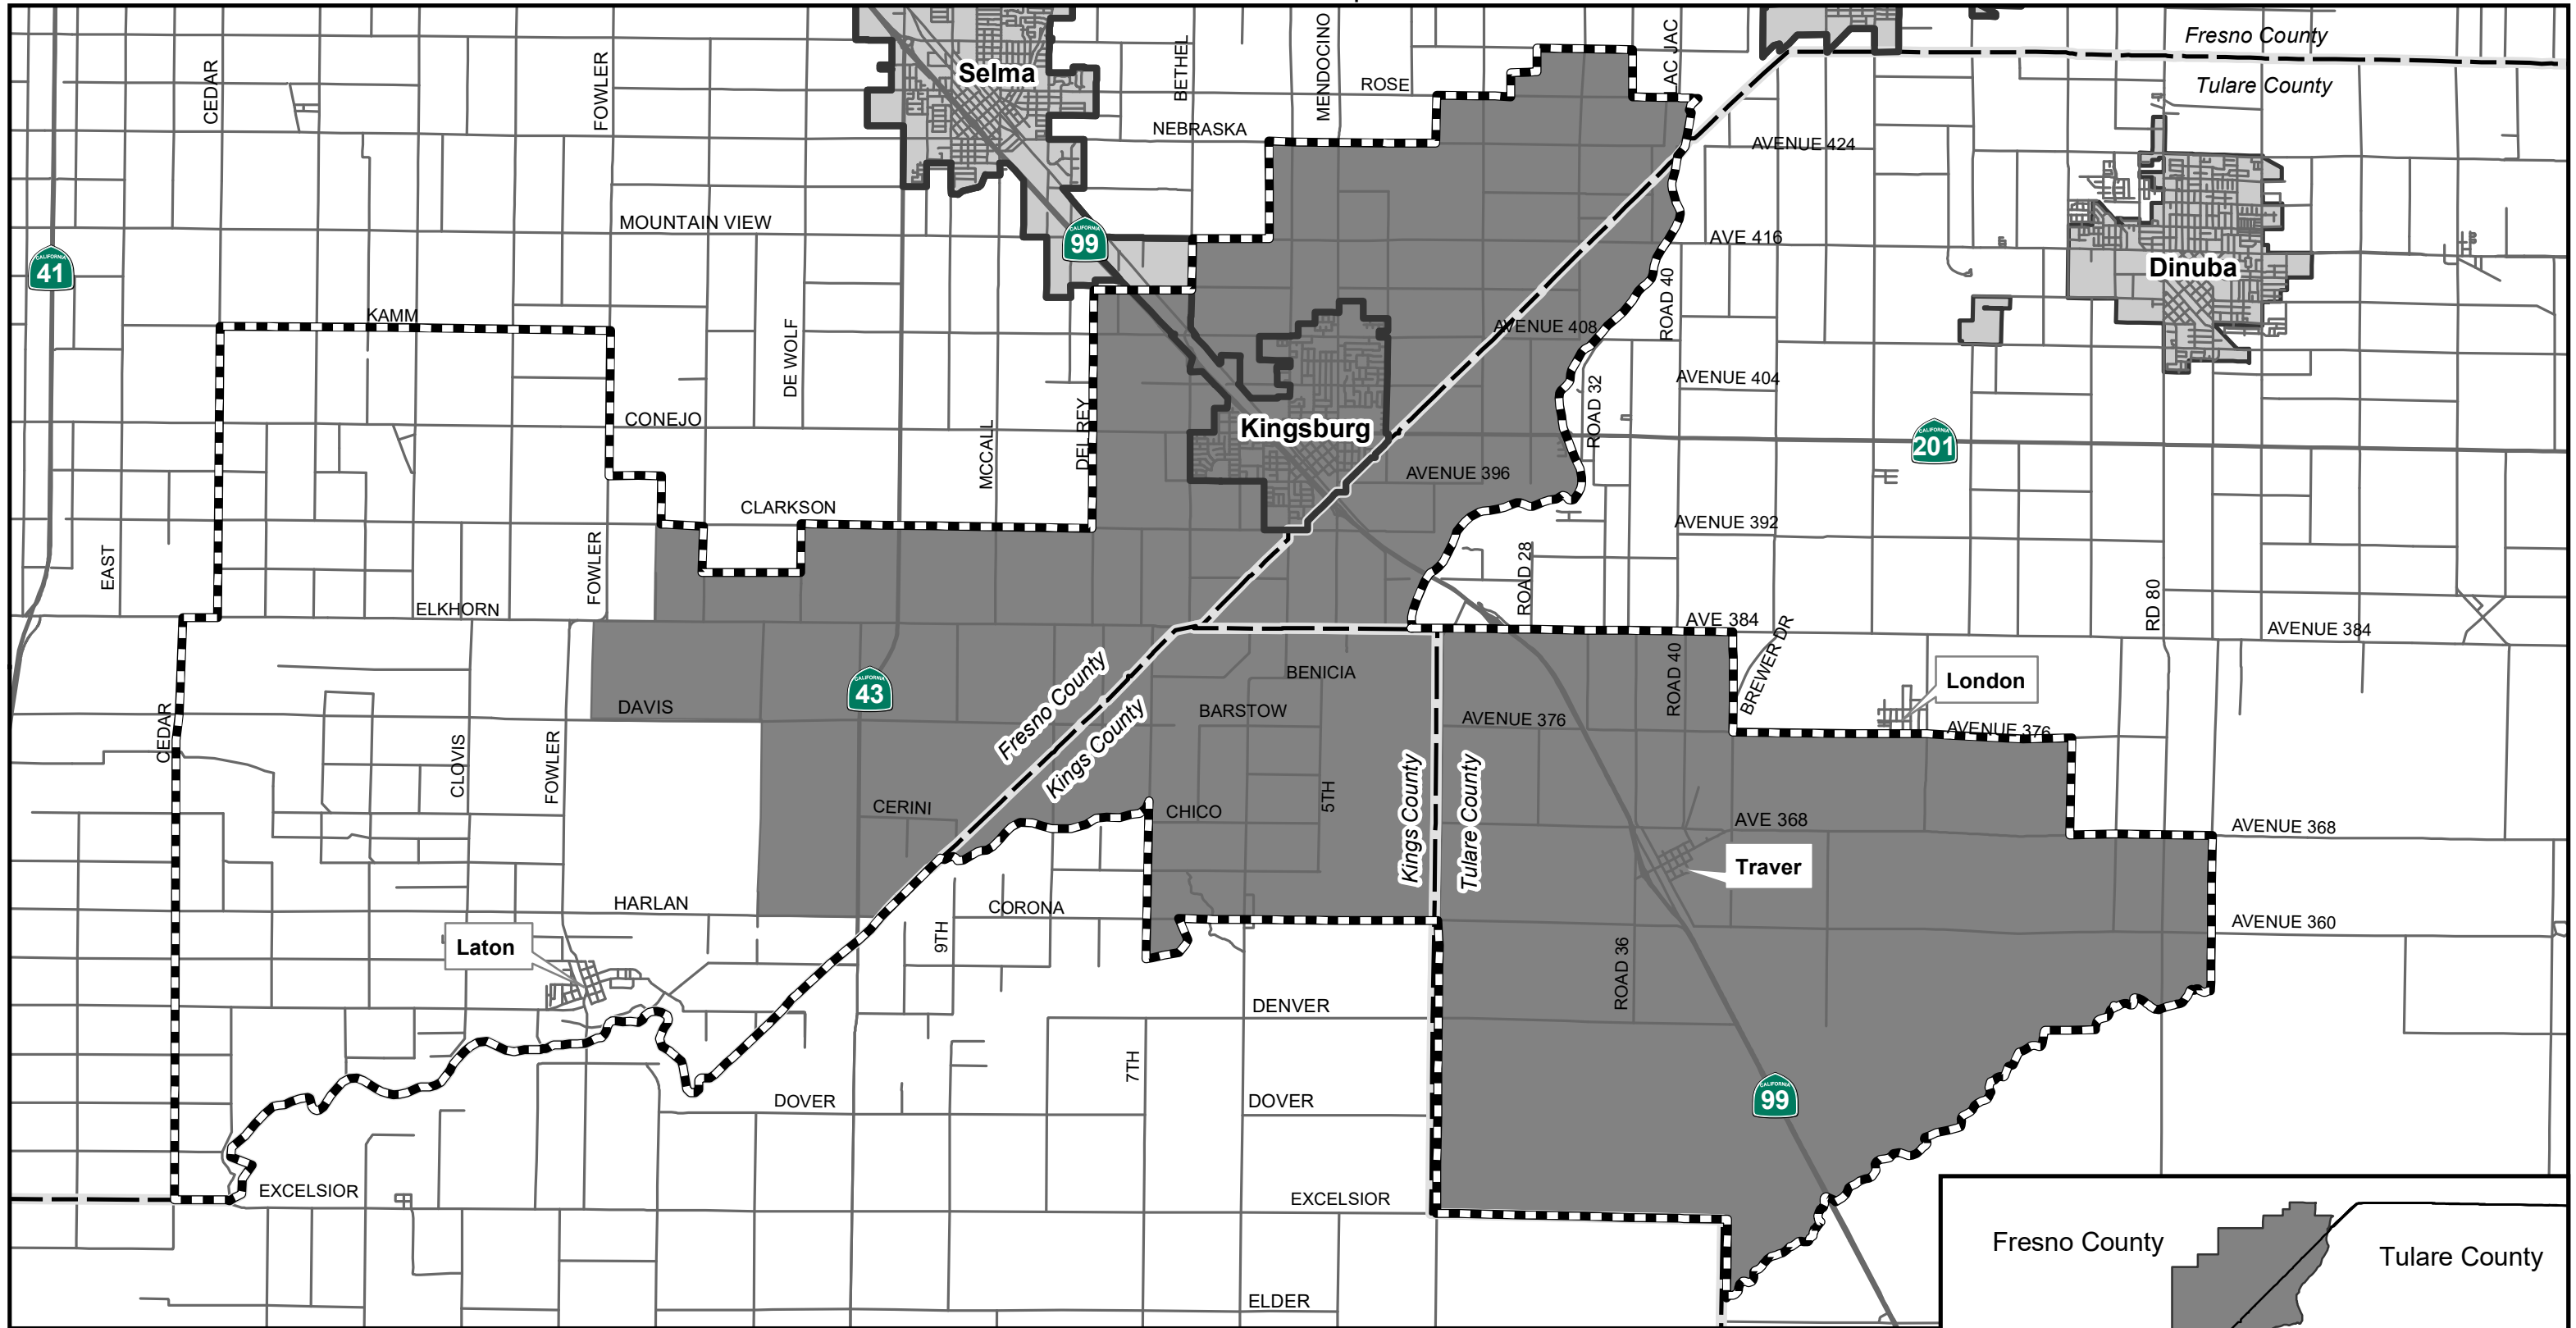 Fresno County
Tulare County
Selma
CEDAR
FOWLER
BETHEL
MENDOCINO
ROSE
AC JAC
NEBRASKA
AVENUE 424
MOUNTAIN VIEW
CALIFORNIA
99
AVE 416
CALIFORNIA
41
Dinuba
ROAD 40
KAMM
AVENUE 408
DE WOLF
AVENUE 404
ROAD 32
CONEJO
DEL REY
MCCALL
Kingsburg
CALIFORNIA
201
AVENUE 396
CLARKSON
AVENUE 392
EAST
FOWLER
ROAD 28
RD 80
ELKHORN
AVE 384
AVENUE 384
BREWER DR
Fresno County
Kings County
BENICIA
ROAD 40
London
CALIFORNIA
43
DAVIS
BARSTOW
AVENUE 376
AVENUE 376
CEDAR
CLOVIS
FOWLER
Kings County
Tulare County
5TH
CERINI
CHICO
AVE 368
AVENUE 368
Traver
HARLAN
CORONA
9TH
AVENUE 360
Laton
ROAD 36
DENVER
7TH
DOVER
DOVER
CALIFORNIA
99
EXCELSIOR
EXCELSIOR
Fresno County
Tulare County
ELDER